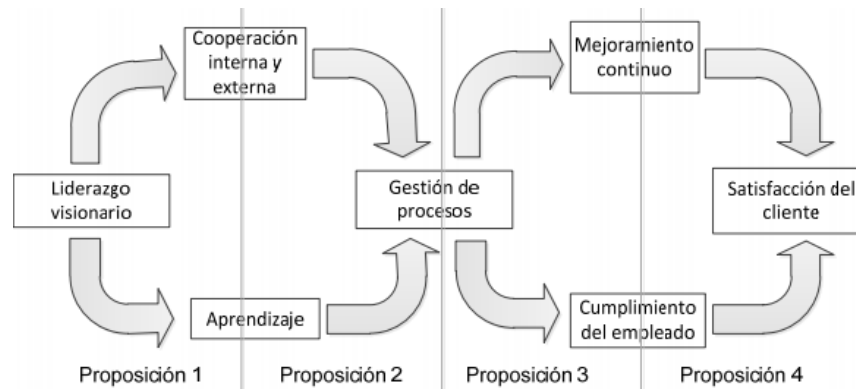 Cooperación
interna y
externa
Mejoramiento
continuo
Liderazgo
visionario
Gestión de
procesos
Satisfacción del
cliente
Aprendizaje
Cumplimiento
del empleado
Proposición 1
Proposición 2
Proposición 3
Proposición 4